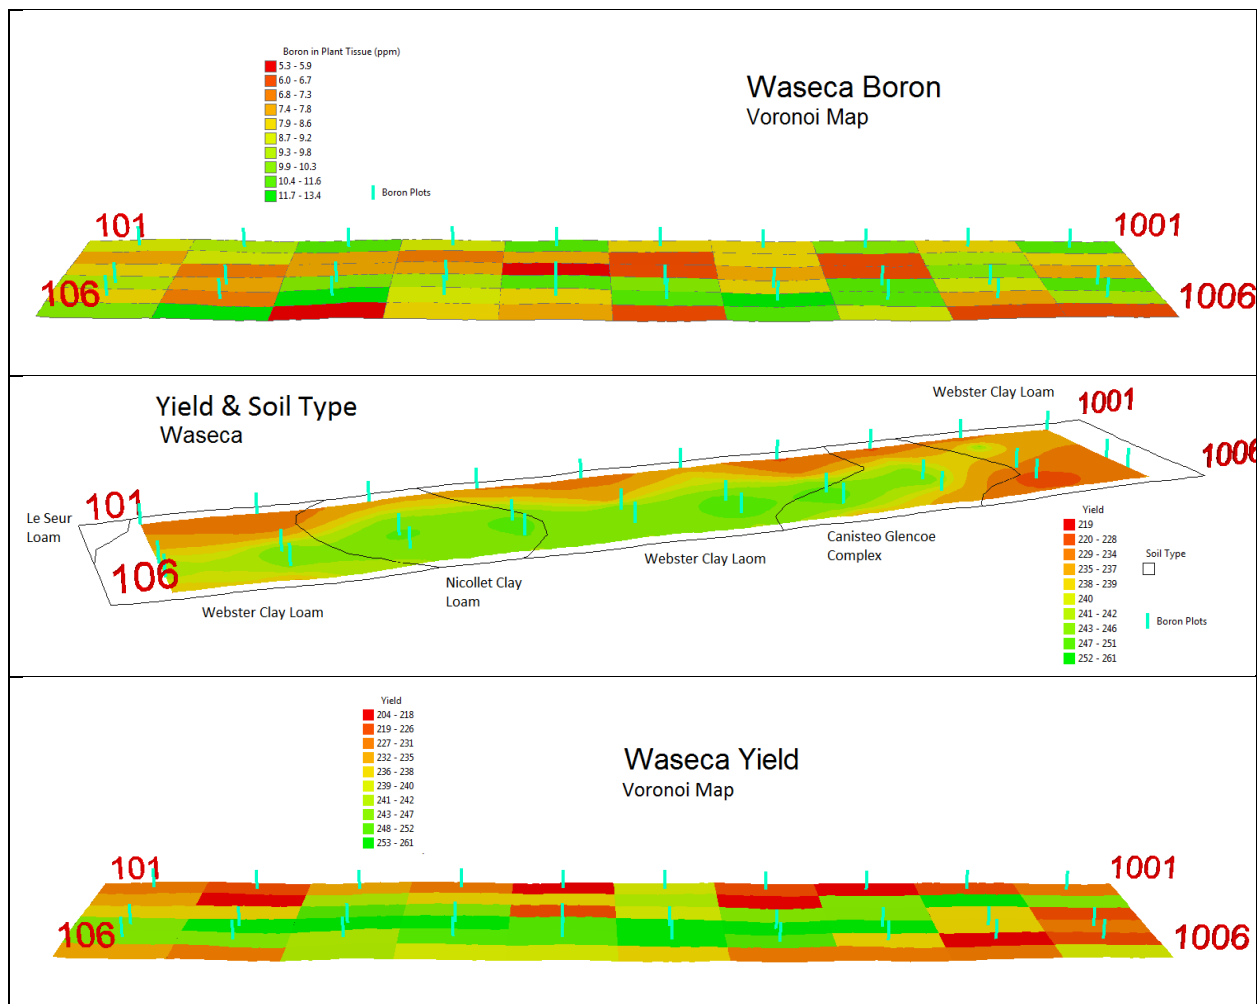 Boron in Plant Tissue (ppm)
5.3 - 5.9
6.0 - 6.7
6.8 - 7.3
7.4 - 7.8
7.9 - 8.6
8.7 - 9.2
9.3 - 9.8
9.9 - 10.3
10.4 - 11.6
11.7 - 13.4
Boron Plots
Waseca Boron
Voronoi Map
101
1001
106
1006
Yield & Soil Type
Waseca
Webster Clay Loam
1001
1006
101
Le Seur
Loam
106
Webster Clay Loam
Nicollet Clay
Loam
Webster Clay Laom
Canisteo Glencoe
Complex
Yield
219
220 - 228
229 - 234
235 - 237
238 - 239
240
241 - 242
243 - 246
247 - 251
252 - 261
Soil Type
Boron Plots
Yield
204 - 218
219 - 226
227 - 231
232 - 235
236 - 238
239 - 240
241 - 242
243 - 247
248 - 252
253 - 261
Waseca Yield
Voronoi Map
101
1001
106
1006